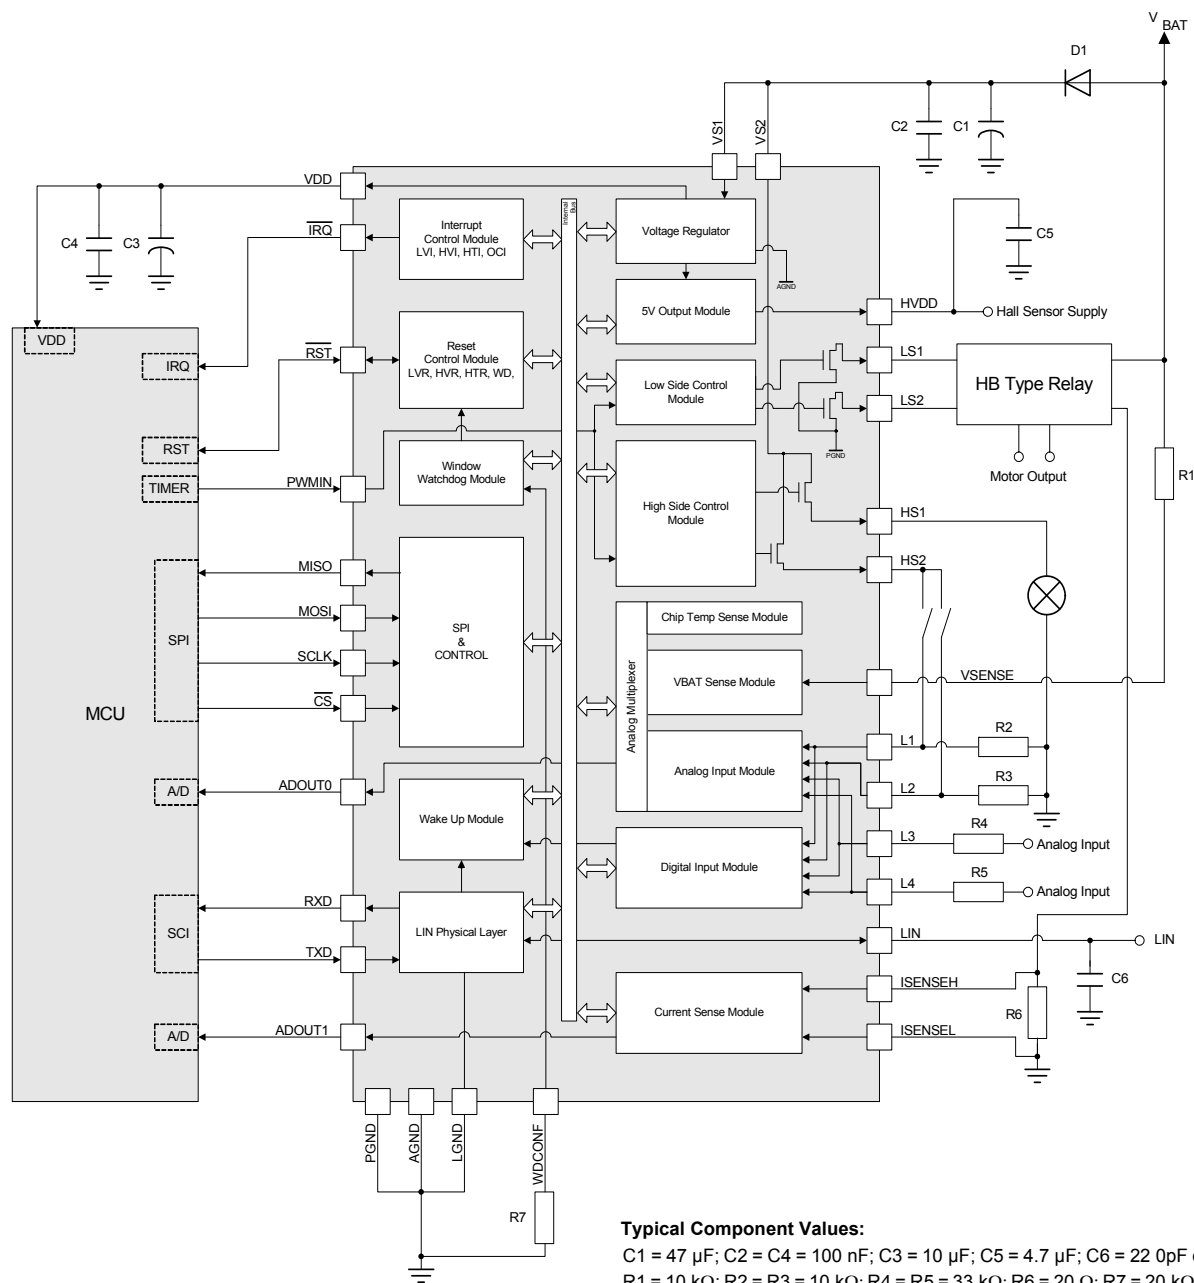 V BAT
D1
C2
C1
VS1
VS2
VDD
C4
C3
IRQ
Interrupt
Control Module
LVI, HVI, HTI, OCI
Internal
Bus
Voltage Regulator
AGND
C5
5V Output Module
HVDD
Hall Sensor Supply
VDD
IRQ
RST
Reset
Control Module
LVR, HVR, HTR, WD,
Low Side Control
Module
LS1
LS2
HB Type Relay
PGND
Motor Output
R1
RST
TIMER
PWMIN
Window
Watchdog Module
High Side Control
Module
HS1
HS2
MISO
MOSI
SCLK
CS
SPI
SPI
&
CONTROL
MCU
Analog Multiplexer
Chip Temp Sense Module
VBAT Sense Module
VSENSE
Analog Input Module
L1
R2
L2
R3
A/D
ADOUT0
Wake Up Module
Digital Input Module
L3
R4
Analog Input
L4
R5
Analog Input
RXD
SCI
TXD
LIN Physical Layer
LIN
LIN
C6
ISENSEH
Current Sense Module
R6
ISENSEL
A/D
ADOUT1
PGND
AGND
LGND
WDCONF
R7
Typical Component Values:
C1 = 47 µF; C2 = C4 = 100 nF; C3 = 10 µF; C5 = 4.7 µF; C6 = 22 0pF
R1 = 10 kΩ; R2 = R3 = 10 kΩ; R4 = R5 = 33 kΩ; R6 = 20 Ω; R7 = 20 kΩ